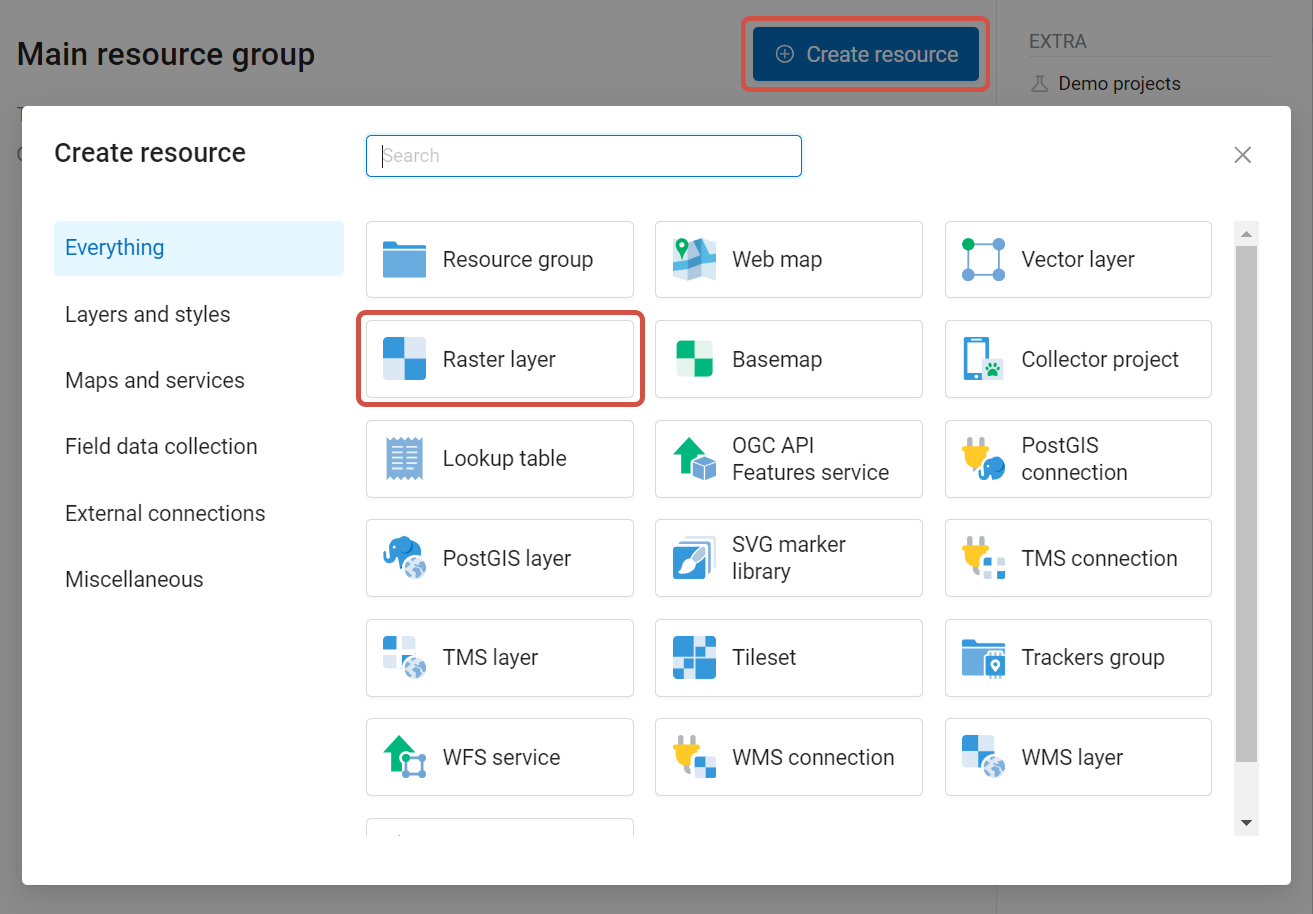 Main resource group
Create resource
EXTRA
Demo projects
Create resource
Search
Everything
Layers and styles
Maps and services
Field data collection
External connections
Miscellaneous
Resource group
Web map
Vector layer
Raster layer
Basemap
Collector project
Lookup table
OGC API
Features service
PostGIS
connection
PostGIS layer
SVG marker
library
TMS connection
TMS layer
Tileset
Trackers group
WFS service
WMS connection
WMS layer